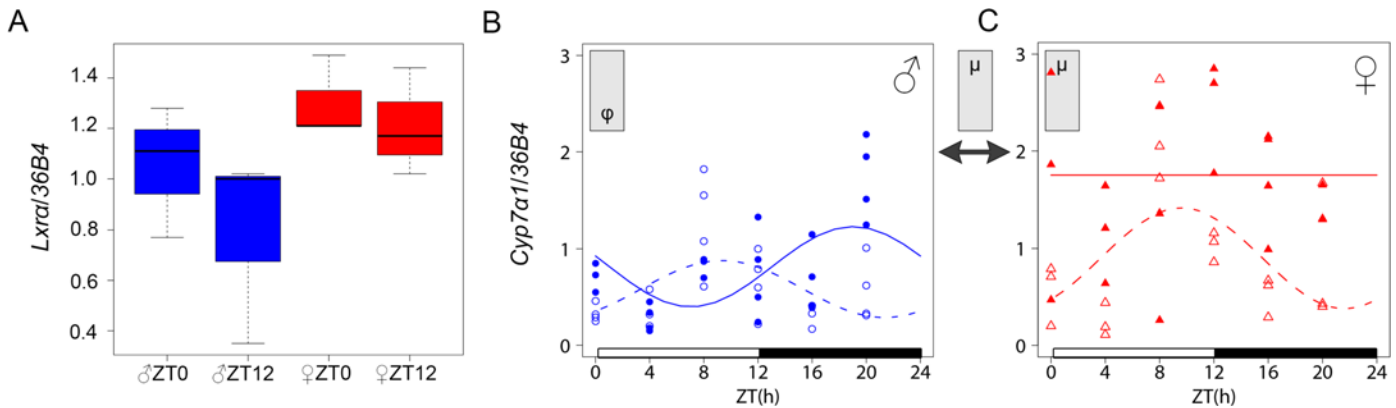 A
Lxrα/36B4
1.4
1.2
1.0
0.8
0.6
0.4
♂ZT0 ♂ZT12 ♀ZT0 ♀ZT12
B
Cyp7α1/36B4
3
2
1
0
φ
♂
0 4 8 12 16 20 24
ZT(h)
μ
C
3
2
1
0
μ
♀
0 4 8 12 16 20 24
ZT(h)